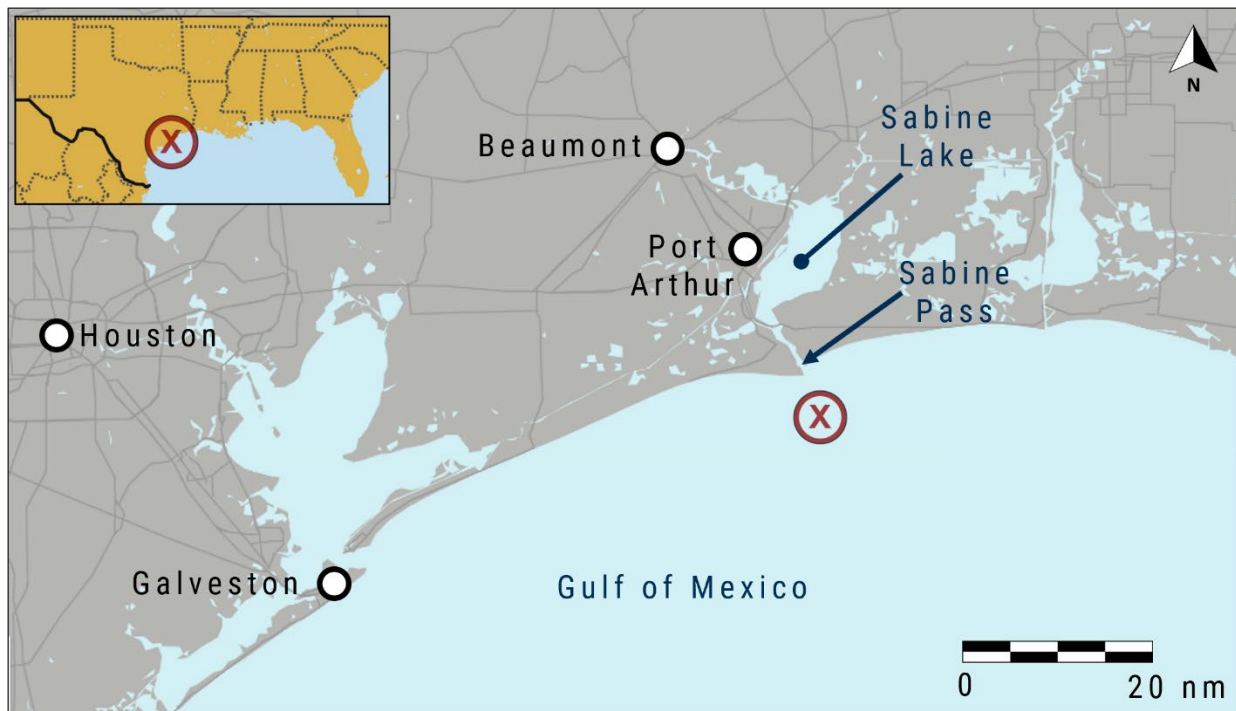 X
N
Beaumont
Sabine
Lake
Port
Arthur
Sabine
Pass
Houston
X
Galveston
Gulf of Mexico
0
20 nm